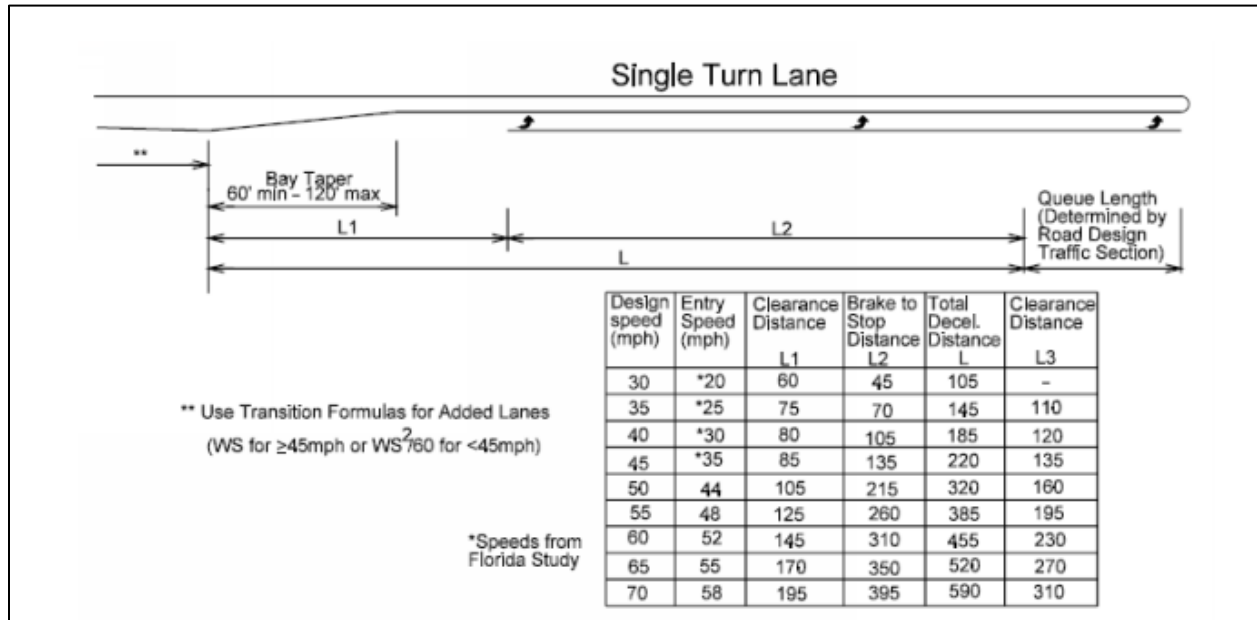 Single Turn Lane
**
Bay Taper
60' min – 120' max
L1
L2
L
Queue Length
(Determined by
Road Design
Traffic Section)
Design speed (mph) Entry Speed (mph) Clearance Distance L1 Brake to Stop Distance L2 Total Decel. Distance L Clearance Distance L3
30 *20 60 45 105 –
35 *25 75 70 145 110
40 *30 80 105 185 120
45 *35 85 135 220 135
50 44 105 215 320 160
55 48 125 260 385 195
60 52 145 310 455 230
65 55 170 350 520 270
70 58 195 395 590 310
** Use Transition Formulas for Added Lanes
(WS for ≥45mph or WS²/60 for <45mph)
*Speeds from
Florida Study